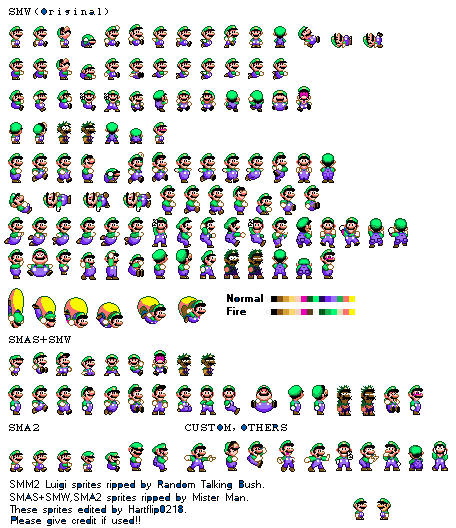 SMW(Original)
Normal
Fire
SMAS+SMW
SMA2 CUSTOM, OTHERS
SMM2 Luigi sprites ripped by Random Talking Bush.
SMAS+SMW,SMA2 sprites ripped by Mister Man.
These sprites edited by Hartflip0218.
Please give credit if used!!